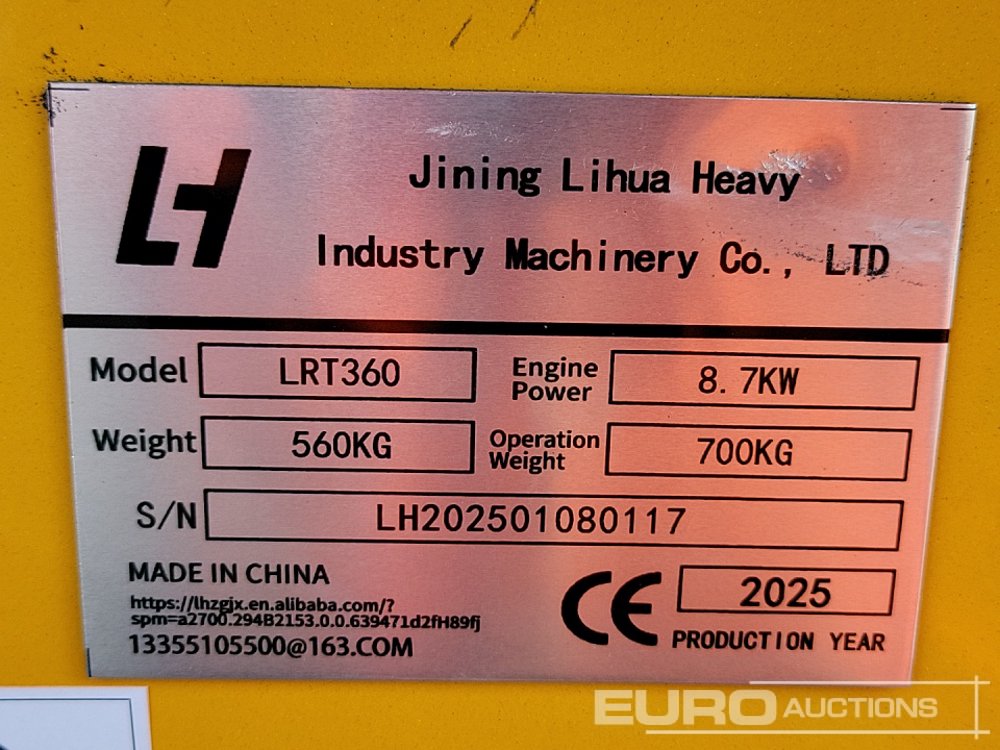 LH
Jining Lihua Heavy
Industry Machinery Co., LTD
Model LRT360
Engine Power 8.7KW
Weight 560KG
Operation Weight 700KG
S/N LH202501080117
MADE IN CHINA
https://lhzgjx.en.alibaba.com/?
spm=a2700.294B2153.0.0.639471d2fH89fj
13355105500@163.COM
CE 2025
PRODUCTION YEAR
EURO AUCTIONS